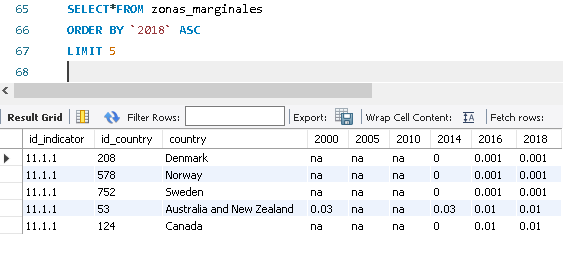 65 SELECT*FROM zonas_marginales
66 ORDER BY `2018` ASC
67 LIMIT 5
68
Result Grid Filter Rows: Export: Wrap Cell Content: Fetch rows:
id_indicator id_country country 2000 2005 2010 2014 2016 2018
11.1.1 208 Denmark na na na 0 0.001 0.001
11.1.1 578 Norway na na na 0 0.001 0.001
11.1.1 752 Sweden na na na 0 0.001 0.001
11.1.1 53 Australia and New Zealand 0.03 na na 0.03 0.01 0.01
11.1.1 124 Canada na na na 0 0.01 0.01